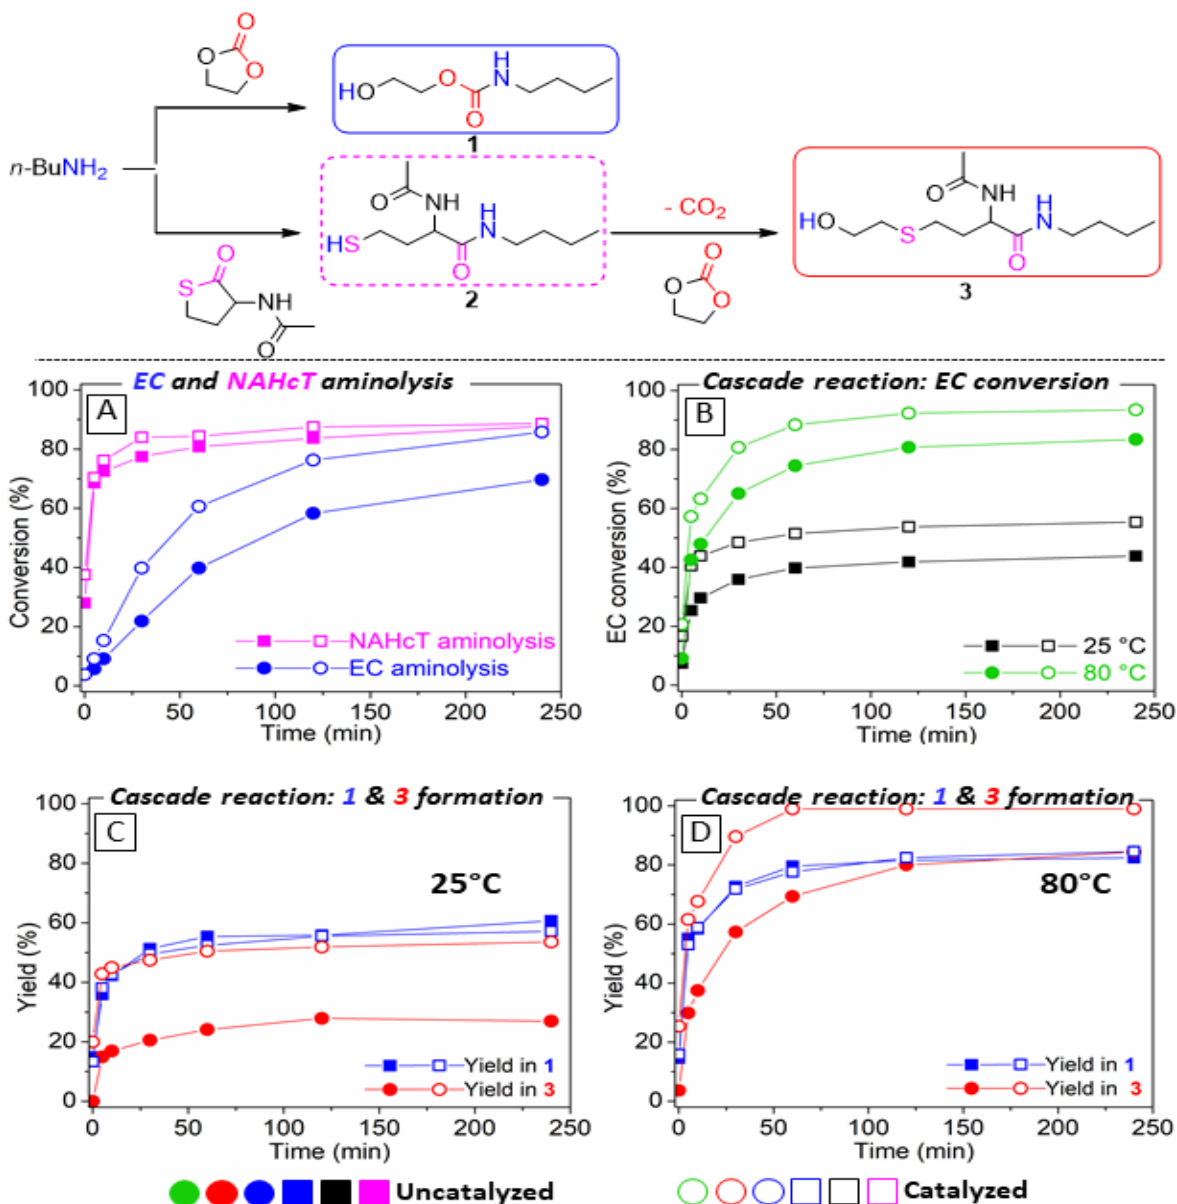 O
O
O
HO
O
H
N
O
1
n-BuNH2
- CO2
O
O
O
O
S
NH
O
O
NH
H
N
HS
O
2
O
NH
H
N
HO
S
O
3
EC and NAHcT aminolysis
A
100
80
60
40
20
0
Conversion (%)
NAHcT aminolysis
EC aminolysis
0 50 100 150 200 250
Time (min)
Cascade reaction: EC conversion
B
100
80
60
40
20
0
EC conversion (%)
25 °C
80 °C
0 50 100 150 200 250
Time (min)
Cascade reaction: 1 & 3 formation
C
25°C
100
80
60
40
20
0
Yield (%)
Yield in 1
Yield in 3
0 50 100 150 200 250
Time (min)
Cascade reaction: 1 & 3 formation
D
80°C
100
80
60
40
20
0
Yield (%)
Yield in 1
Yield in 3
0 50 100 150 200 250
Time (min)
Uncatalyzed
Catalyzed